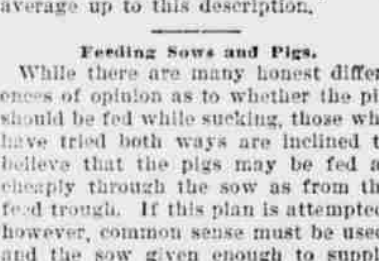 average up to this description.
Feeding Sows and Pigs.
While there are many honest differ
ences of opinion as to whether the pi
should be fed while sucking, those wh
have tried both ways are inclined t
believe that the pigs may be fed a
cheaply through the sow as from th
feed trough. If this plan is attempted
however, common sense must be used
and the sow given enough to suppl